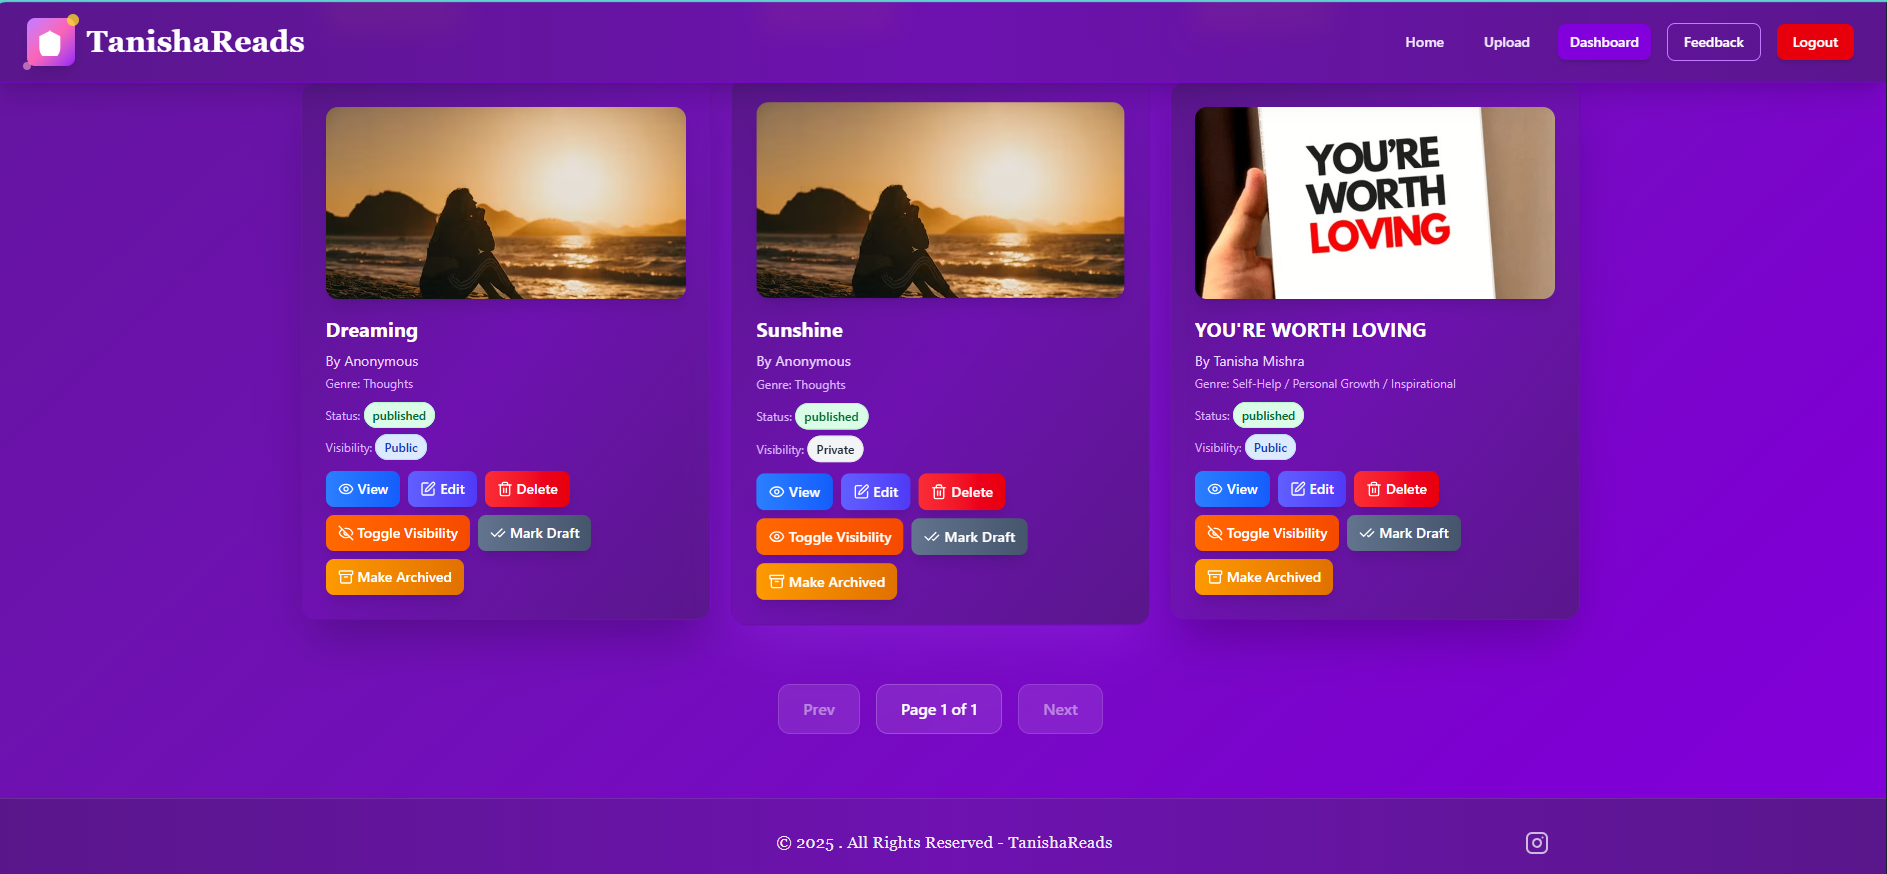 TanishaReads
Home Upload Dashboard Feedback Logout
YOU'RE
WORTH
LOVING
Dreaming
By Anonymous
Genre: Thoughts
Status: published
Visibility: Public
View Edit Delete
Toggle Visibility Mark Draft
Make Archived
Sunshine
By Anonymous
Genre: Thoughts
Status: published
Visibility: Private
View Edit Delete
Toggle Visibility Mark Draft
Make Archived
YOU'RE WORTH LOVING
By Tanisha Mishra
Genre: Self-Help / Personal Growth / Inspirational
Status: published
Visibility: Public
View Edit Delete
Toggle Visibility Mark Draft
Make Archived
Prev Page 1 of 1 Next
© 2025 . All Rights Reserved - TanishaReads